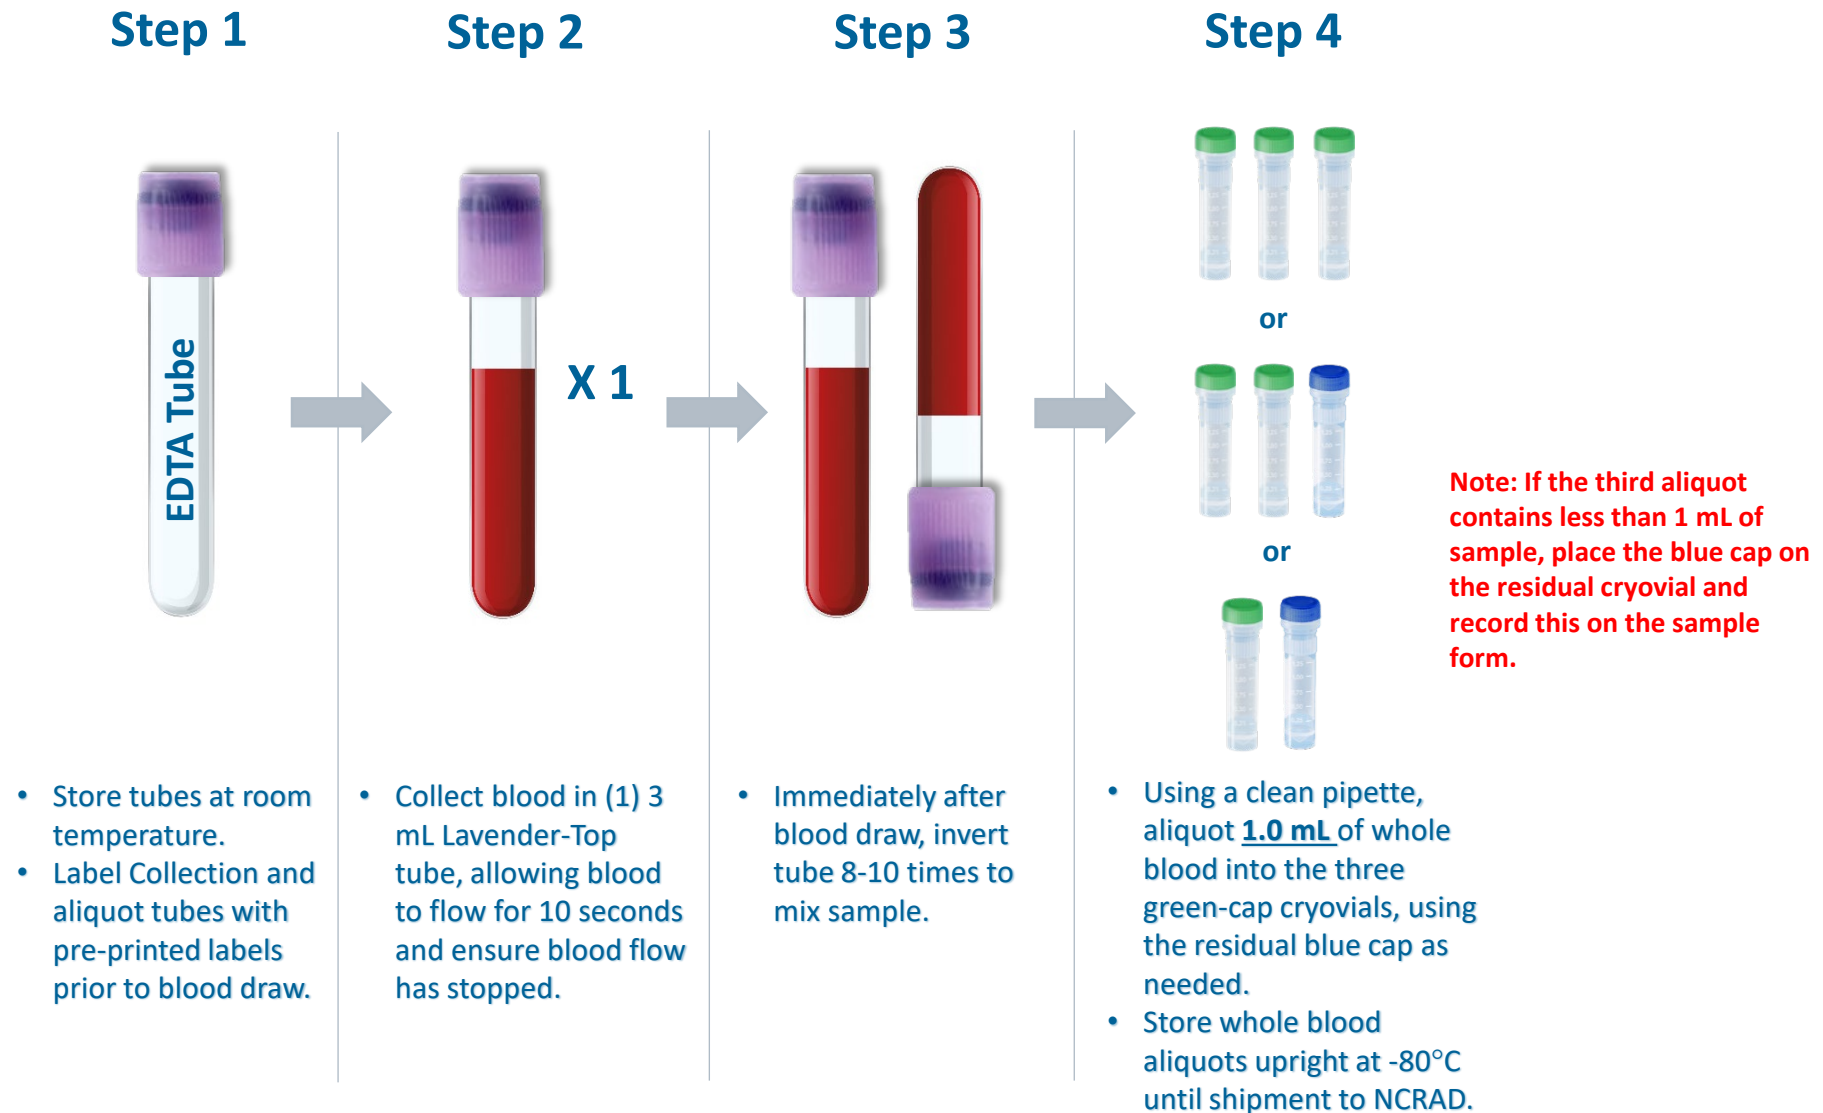 Step 1
Step 2
Step 3
Step 4
EDTA Tube
X 1
or
or
Note: If the third aliquot
contains less than 1 mL of
sample, place the blue cap on
the residual cryovial and
record this on the sample
form.
• Store tubes at room
temperature.
• Label Collection and
aliquot tubes with
pre-printed labels
prior to blood draw.
• Collect blood in (1) 3
mL Lavender-Top
tube, allowing blood
to flow for 10 seconds
and ensure blood flow
has stopped.
• Immediately after
blood draw, invert
tube 8-10 times to
mix sample.
• Using a clean pipette,
aliquot 1.0 mL of whole
blood into the three
green-cap cryovials, using
the residual blue cap as
needed.
• Store whole blood
aliquots upright at -80°C
until shipment to NCRAD.